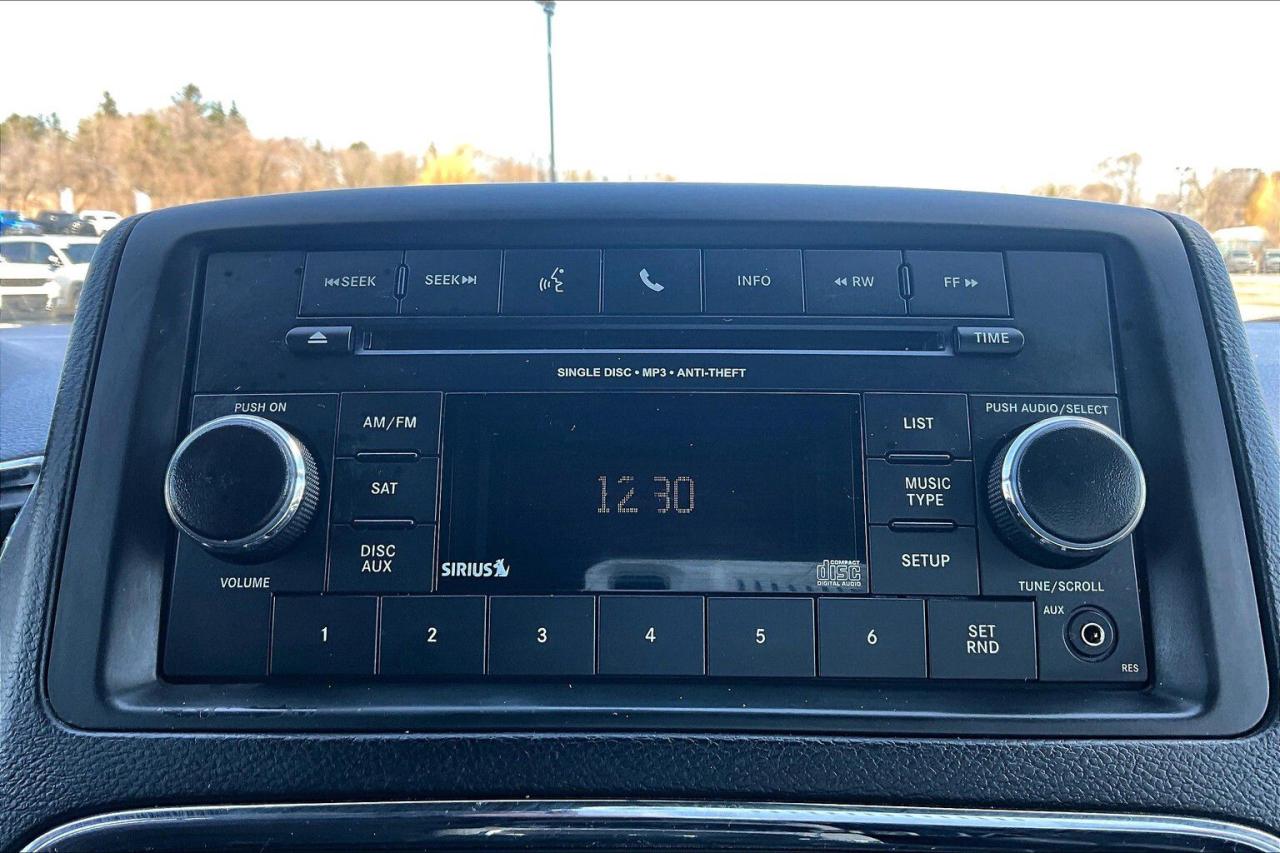 SEEK
SEEK
INFO
RW
FF
TIME
SINGLE DISC • MP3 • ANTI-THEFT
PUSH ON
AM/FM
LIST
PUSH AUDIO/SELECT
SAT
12 30
MUSIC
TYPE
DISC
AUX
SIRIUS
COMPACT
disc
DIGITAL AUDIO
SETUP
VOLUME
TUNE/SCROLL
1
2
3
4
5
6
SET
RND
AUX
RES